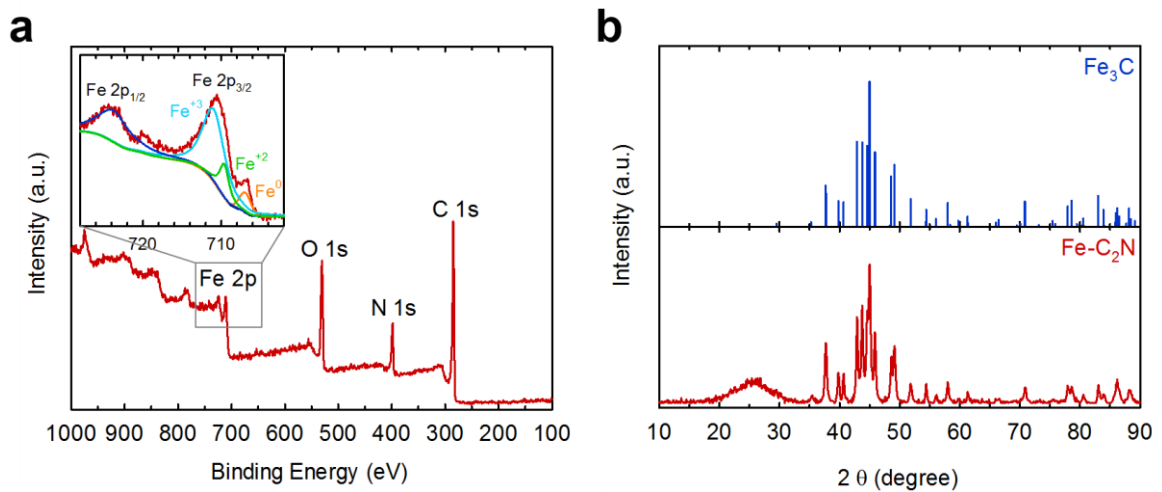 a
Fe 2p1/2
Fe 2p3/2
Fe+3
Fe+2
Fe0
720 710
Fe 2p
O 1s
N 1s
C 1s
Intensity (a.u.)
1000 900 800 700 600 500 400 300 200 100
Binding Energy (eV)
b
Fe3C
Fe-C2N
Intensity (a.u.)
10 20 30 40 50 60 70 80 90
2 θ (degree)